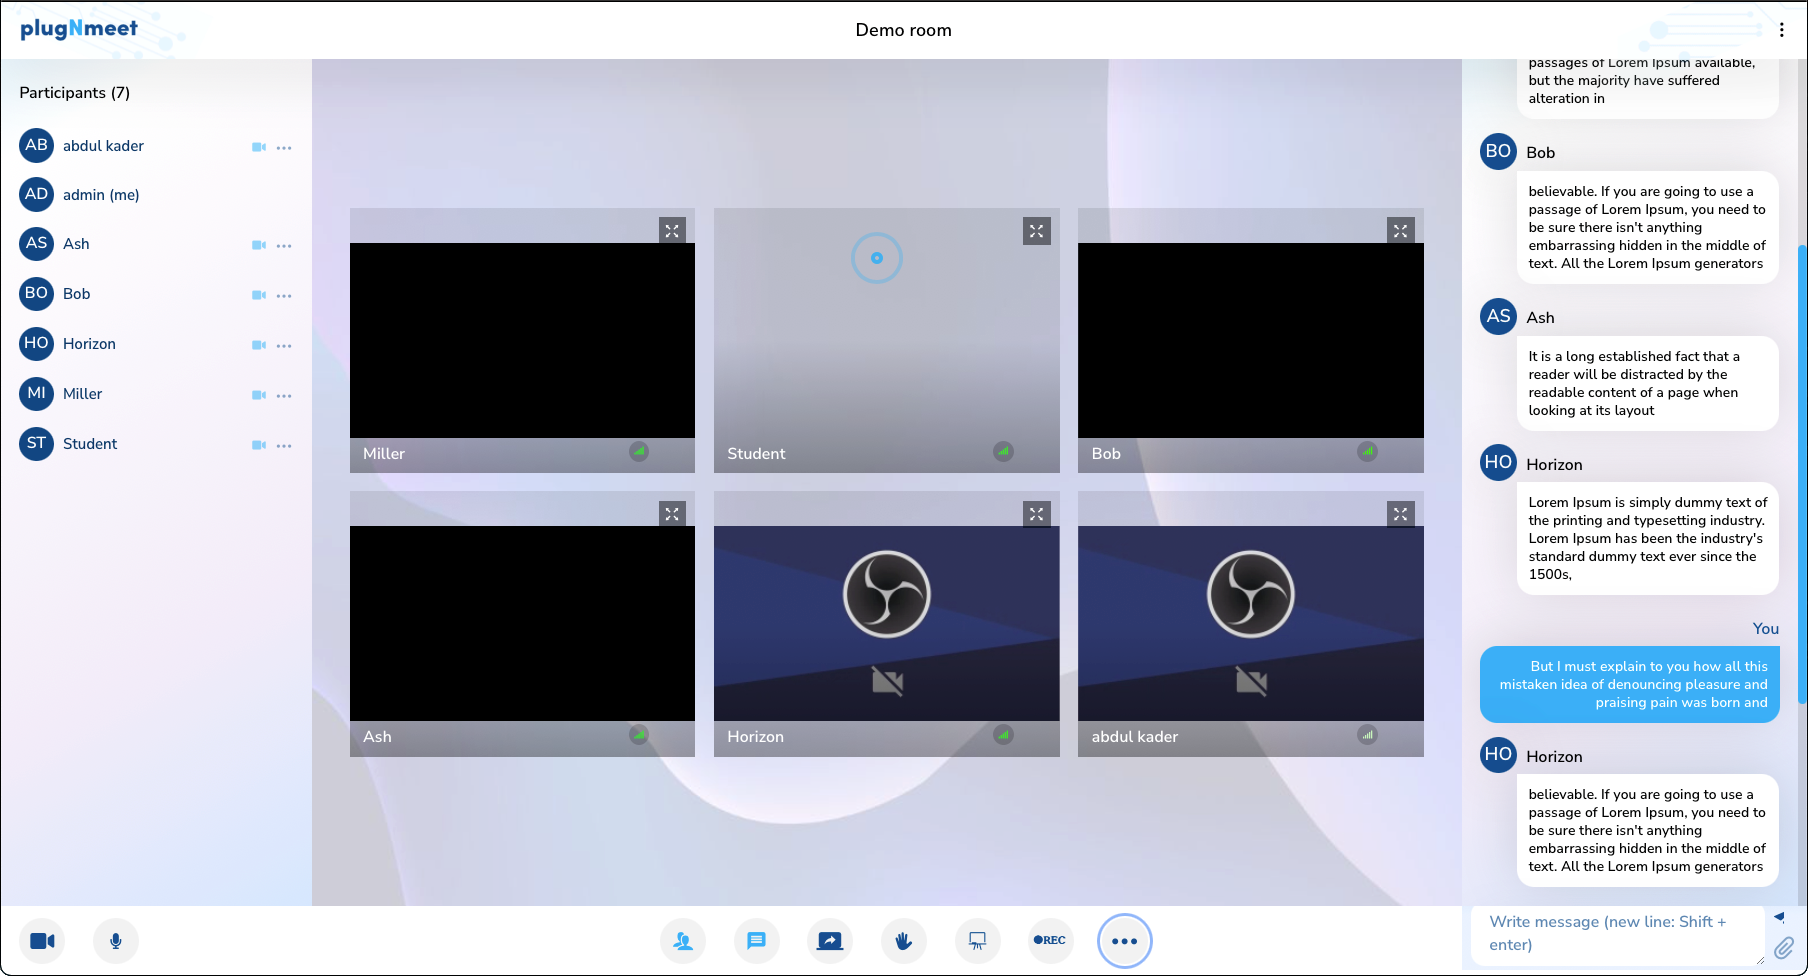 plugNmeet
Demo room
Participants (7)
AB abdul kader
AD admin (me)
AS Ash
BO Bob
HO Horizon
MI Miller
ST Student
Miller
Student
Bob
Ash
Horizon
abdul kader
passages of Lorem Ipsum available,
but the majority have suffered
alteration in
BO Bob
believable. If you are going to use a
passage of Lorem Ipsum, you need to
be sure there isn't anything
embarrassing hidden in the middle of
text. All the Lorem Ipsum generators
AS Ash
It is a long established fact that a
reader will be distracted by the
readable content of a page when
looking at its layout
HO Horizon
Lorem Ipsum is simply dummy text of
the printing and typesetting industry.
Lorem Ipsum has been the industry's
standard dummy text ever since the
1500s,
You
But I must explain to you how all this
mistaken idea of denouncing pleasure and
praising pain was born and
HO Horizon
believable. If you are going to use a
passage of Lorem Ipsum, you need to
be sure there isn't anything
embarrassing hidden in the middle of
text. All the Lorem Ipsum generators
REC
Write message (new line: Shift +
enter)